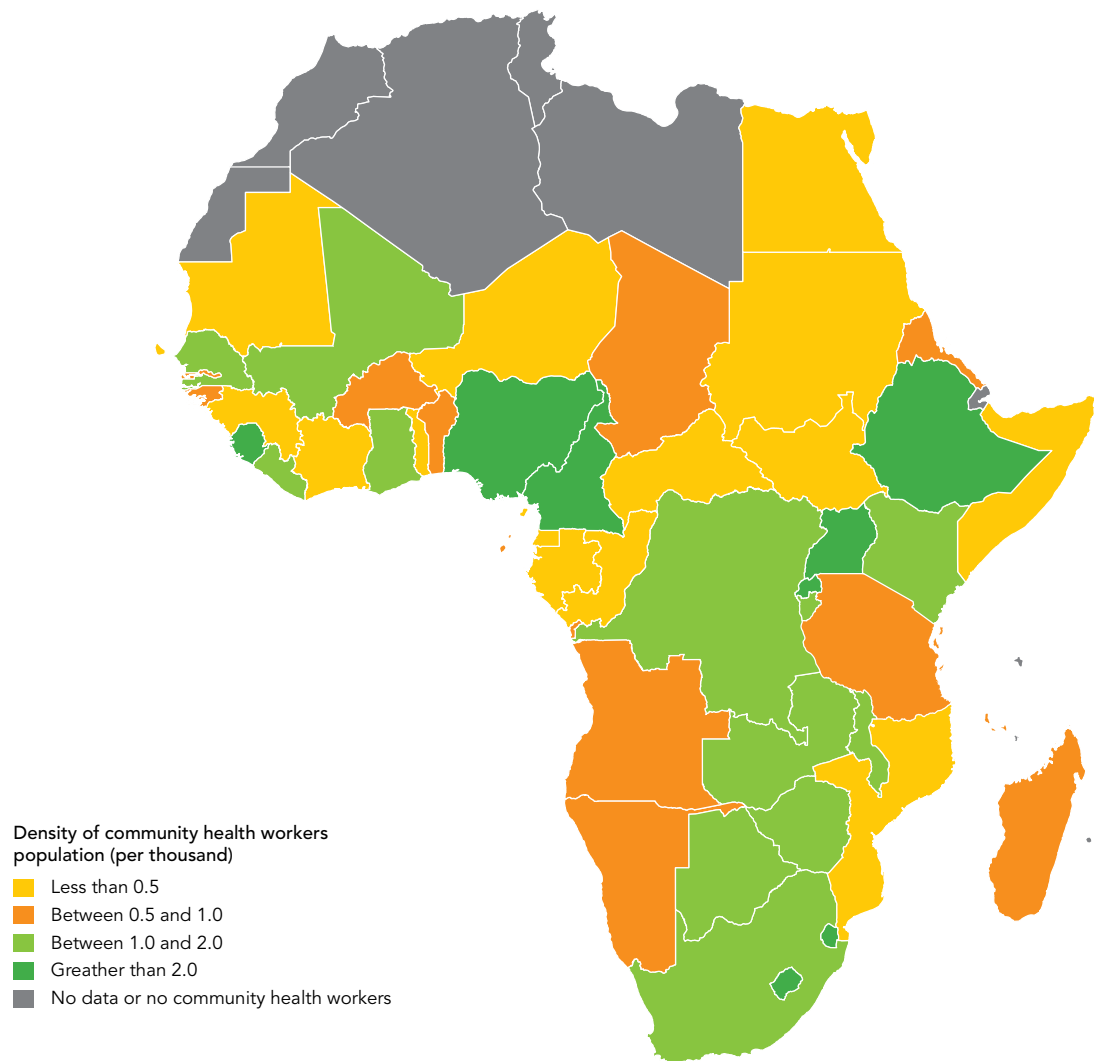 Density of community health workers
population (per thousand)
Less than 0.5
Between 0.5 and 1.0
Between 1.0 and 2.0
Greather than 2.0
No data or no community health workers